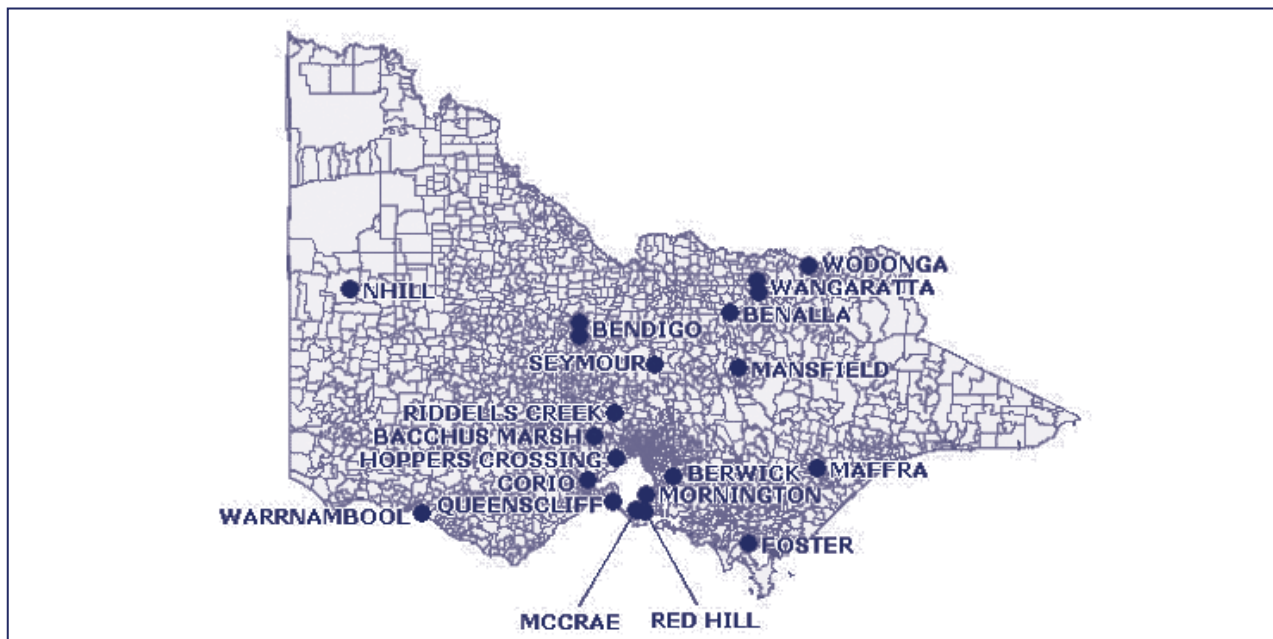 WODONGA
WANGARATTA
NHILL
BENALLA
BENDIGO
SEYMOUR
MANSFIELD
RIDDELLS CREEK
BACCHUS MARSH
HOPPERS CROSSING
BERWICK
MAFFRA
CORIO
MORNINGTON
QUEENSCLIFF
WARRNAMBOOL
FOSTER
MCCRAE
RED HILL